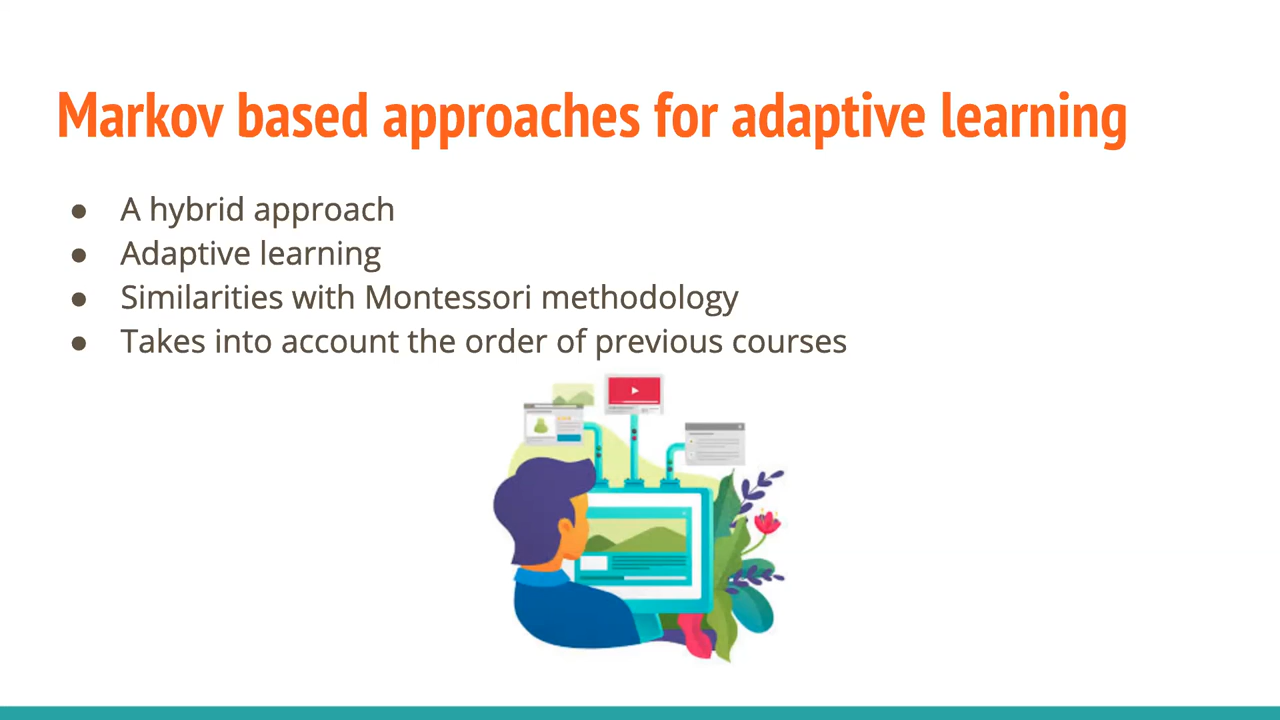 Markov based approaches for adaptive learning
● A hybrid approach
● Adaptive learning
● Similarities with Montessori methodology
● Takes into account the order of previous courses